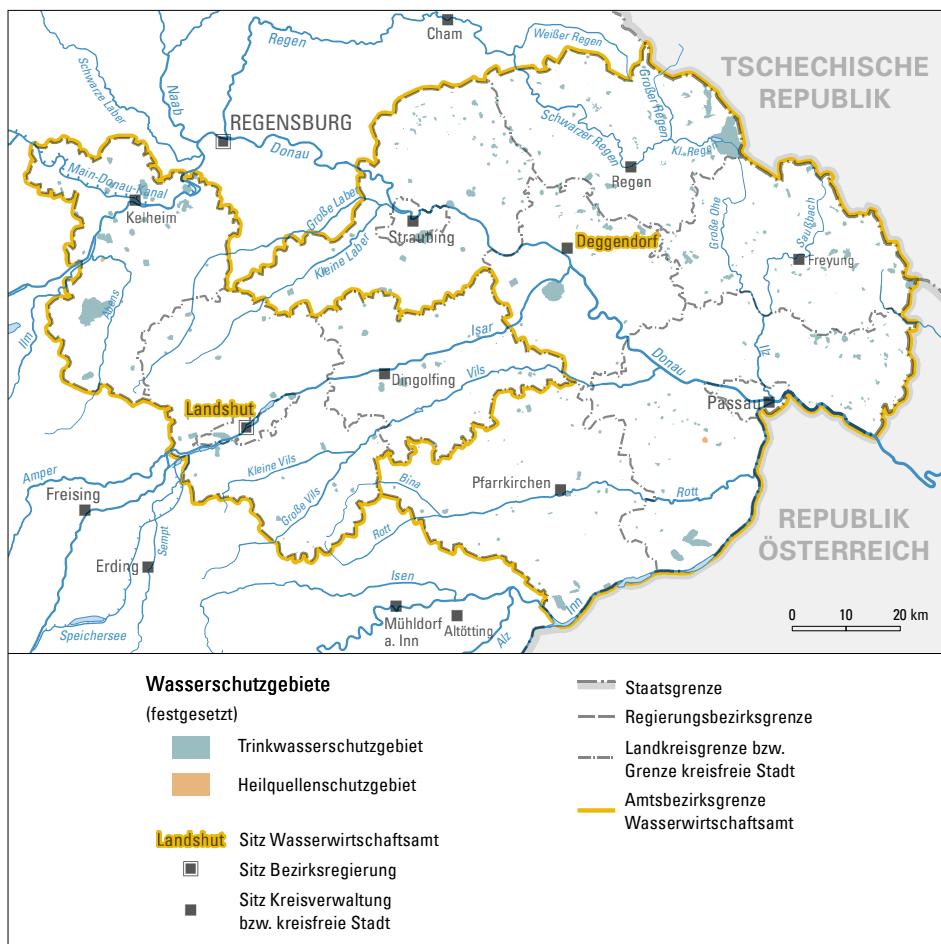 Cham
Weißer Regen
Regen
TSCHECHISCHE
REPUBLIK
Schwarze Laber
Naab
Großer Regen
REGENSBURG
Donau
Schwarzer Regen
Kl. Regen
Regen
Main-Donau-Kanal
Kelheim
Große Laber
Straubing
Deggendorf
Große Ohe
Saußbach
Freyung
Kleine Laber
Abens
Ilm
Isar
Donau
Ilz
Vils
Dingolfing
Passau
Landshut
Amper
Kleine Vils
Freising
Große Vils
Bina
Pfarrkirchen
Rott
Rott
Sempt
REPUBLIK
ÖSTERREICH
Erding
Isen
Inn
Mühldorf
a. Inn
Altötting
Alz
Speichersee
0 10 20 km
Wasserschutzgebiete
(festgesetzt)
Trinkwasserschutzgebiet
Heilquellenschutzgebiet
Landshut Sitz Wasserwirtschaftsamt
Sitz Bezirksregierung
Sitz Kreisverwaltung
bzw. kreisfreie Stadt
Staatsgrenze
Regierungsbezirksgrenze
Landkreisgrenze bzw.
Grenze kreisfreie Stadt
Amtsbezirksgrenze
Wasserwirtschaftsamt